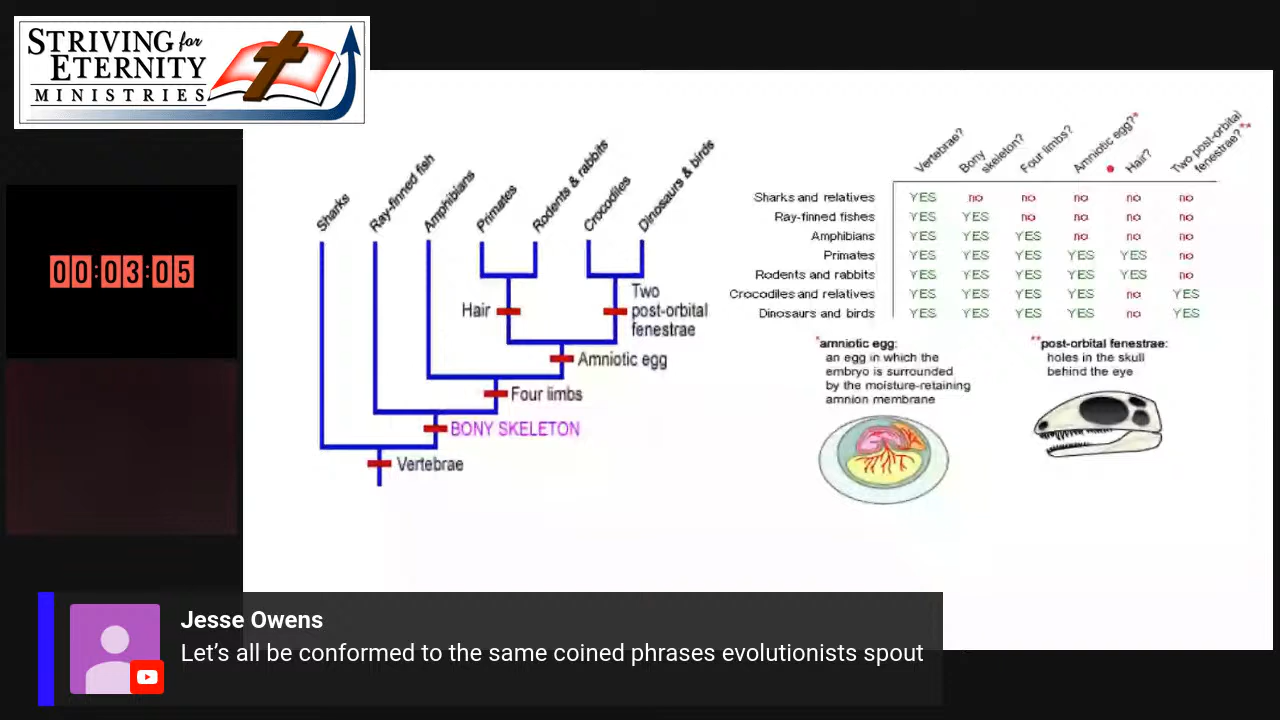 STRIVING for
ETERNITY
MINISTRIES
00:03:05
Sharks
Ray-finned fish
Amphibians
Primates
Rodents & rabbits
Crocodiles
Dinosaurs & birds
Hair
Two
post-orbital
fenestrae
Amniotic egg
Four limbs
BONY SKELETON
Vertebrae
Vertebrae?
Bony
skeleton?
Four limbs?
Amniotic egg?*
Hair?
Two post-orbital
fenestrae?**
Sharks and relatives YES no no no no no
Ray-finned fishes YES YES no no no no
Amphibians YES YES YES no no no
Primates YES YES YES YES YES no
Rodents and rabbits YES YES YES YES YES no
Crocodiles and relatives YES YES YES YES no YES
Dinosaurs and birds YES YES YES YES no YES
*amniotic egg:
an egg in which the
embryo is surrounded
by the moisture-retaining
amnion membrane
**post-orbital fenestrae:
holes in the skull
behind the eye
Jesse Owens
Let’s all be conformed to the same coined phrases evolutionists spout